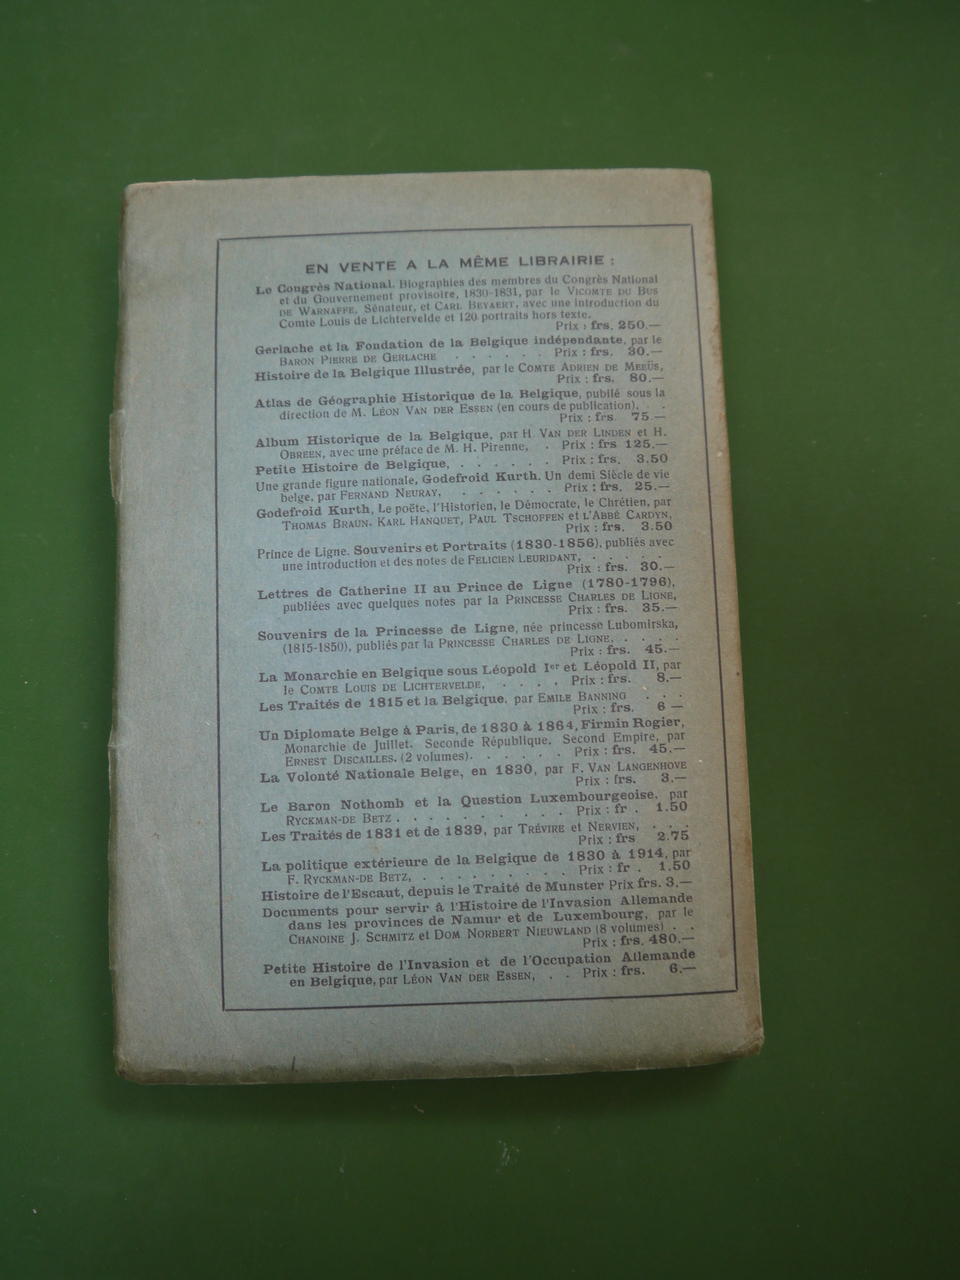 EN VENTE A LA MÊME LIBRAIRIE :
Le Congrès National. Biographies des membres du Congrès National
et du Gouvernement provisoire, 1830-1831, par le VICOMTE DU BUS
DE WARNAFFE, Sénateur, et CARL BEYAERT, avec une introduction du
Comte Louis de Lichtervelde et 120 portraits hors texte.
Prix : frs. 250.—
Gerlache et la Fondation de la Belgique indépendante, par le
BARON PIERRE DE GERLACHE . . . . . . Prix : frs. 30.—
Histoire de la Belgique Illustrée, par le COMTE ADRIEN DE MEEÜS,
Prix : frs. 80.—
Atlas de Géographie Historique de la Belgique, publié sous la
direction de M. LÉON VAN DER ESSEN (en cours de publication), . .
Prix : frs. 75.—
Album Historique de la Belgique, par H. VAN DER LINDEN et H.
OBREEN, avec une préface de M. H. Pirenne, . Prix : frs 125.—
Petite Histoire de Belgique, . . . . . . Prix : frs. 3.50
Une grande figure nationale, Godefroid Kurth. Un demi Siècle de vie
belge, par FERNAND NEURAY, . . . . . . Prix : frs. 25.—
Godefroid Kurth, Le poëte, l'Historien, le Démocrate, le Chrétien, par
THOMAS BRAUN, KARL HANQUET, PAUL TSCHOFFEN et L'ABBÉ CARDYN,
Prix : frs. 3.50
Prince de Ligne. Souvenirs et Portraits (1830-1856), publiés avec
une introduction et des notes de FELICIEN LEURIDANT, . . . . .
Prix : frs. 30.—
Lettres de Catherine II au Prince de Ligne (1780-1796),
publiées avec quelques notes par la PRINCESSE CHARLES DE LIGNE,
Prix : frs. 35.—
Souvenirs de la Princesse de Ligne, née princesse Lubomirska,
(1815-1850), publiés par la PRINCESSE CHARLES DE LIGNE, . . . .
Prix : frs. 45.—
La Monarchie en Belgique sous Léopold Ier et Léopold II, par
le COMTE LOUIS DE LICHTERVELDE, . . . . Prix : frs. 8.—
Les Traités de 1815 et la Belgique, par EMILE BANNING . . .
Prix : frs. 6 —
Un Diplomate Belge à Paris, de 1830 à 1864, Firmin Rogier,
Monarchie de Juillet. Seconde République. Second Empire, par
ERNEST DISCAILLES. (2 volumes). . . . . . Prix : frs. 45.—
La Volonté Nationale Belge, en 1830, par F. VAN LANGENHOVE
Prix : frs. 3.—
Le Baron Nothomb et la Question Luxembourgeoise, par
RYCKMAN-DE BETZ . . . . . . . . Prix : fr . 1.50
Les Traités de 1831 et de 1839, par TRÉVIRE et NERVIEN, . . .
Prix : frs 2.75
La politique extérieure de la Belgique de 1830 à 1914, par
F. RYCKMAN-DE BETZ, . . . . . . . . Prix : fr . 1.50
Histoire de l'Escaut, depuis le Traité de Munster Prix frs. 3.—
Documents pour servir à l'Histoire de l'Invasion Allemande
dans les provinces de Namur et de Luxembourg, par le
CHANOINE J. SCHMITZ et DOM NORBERT NIEUWLAND (8 volumes) . .
Prix : frs. 480.—
Petite Histoire de l'Invasion et de l'Occupation Allemande
en Belgique, par LÉON VAN DER ESSEN, . . Prix : frs. 6.—